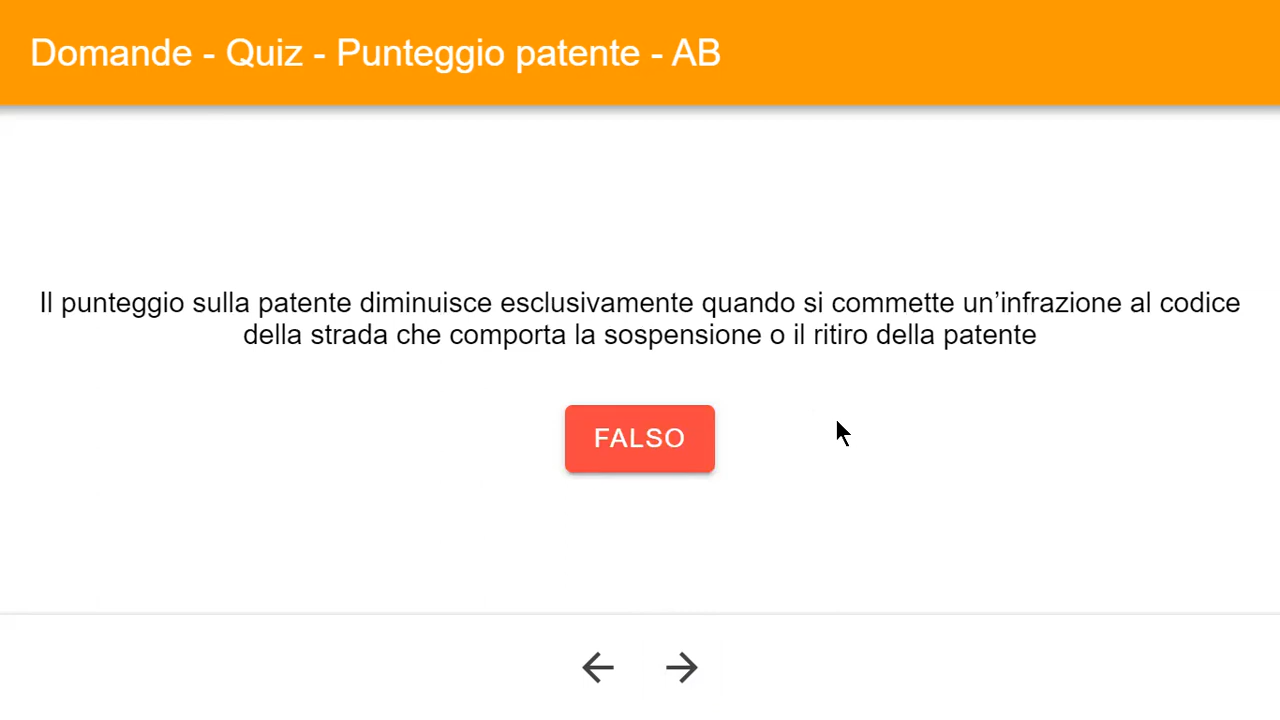 Domande - Quiz - Punteggio patente - AB
Il punteggio sulla patente diminuisce esclusivamente quando si commette un’infrazione al codice
della strada che comporta la sospensione o il ritiro della patente
FALSO